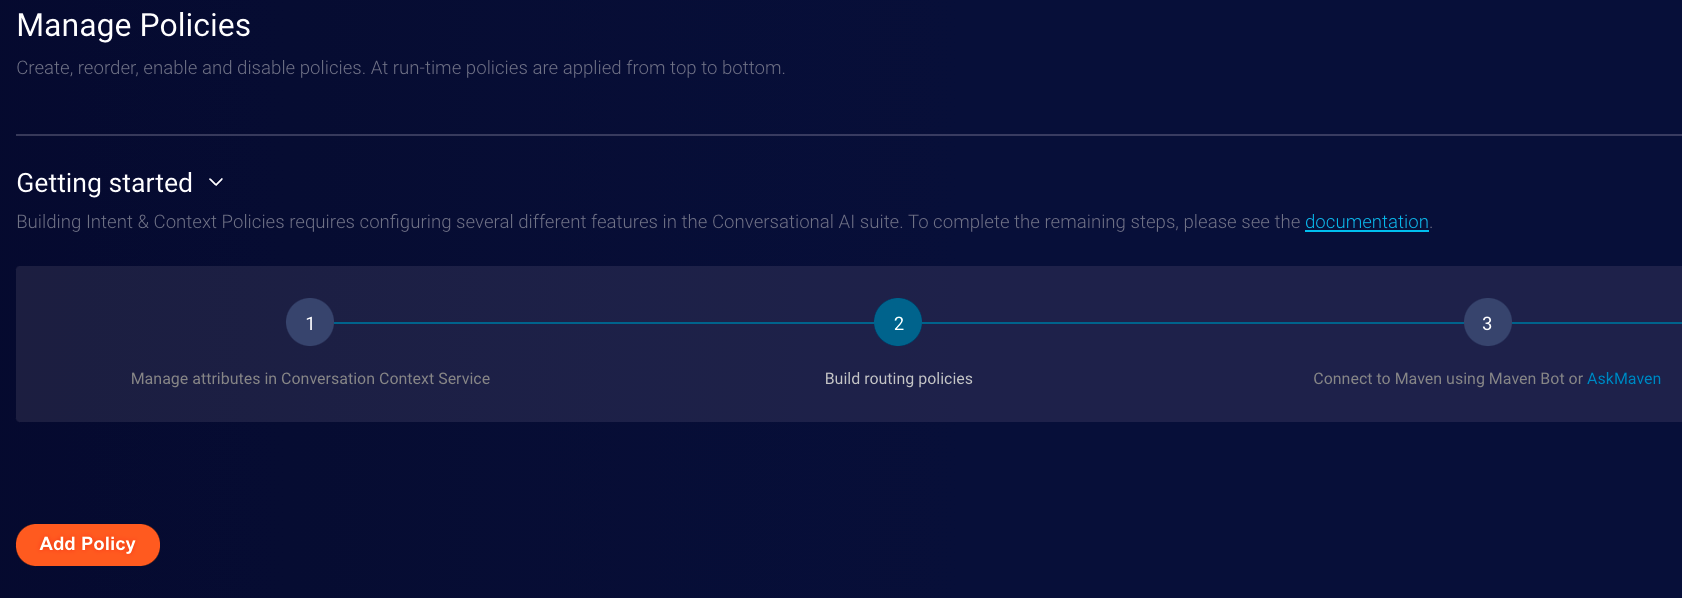 Manage Policies
Create, reorder, enable and disable policies. At run-time policies are applied from top to bottom.
Getting started
Building Intent & Context Policies requires configuring several different features in the Conversational AI suite. To complete the remaining steps, please see the documentation.
1
2
3
Manage attributes in Conversation Context Service
Build routing policies
Connect to Maven using Maven Bot or AskMaven
Add Policy